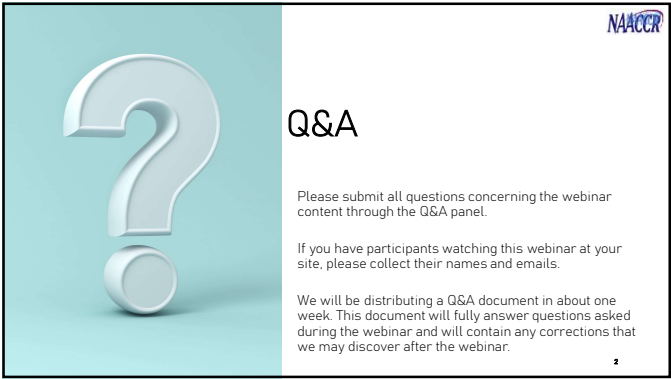 NAACCR
Q&A
Please submit all questions concerning the webinar
content through the Q&A panel.
If you have participants watching this webinar at your
site, please collect their names and emails.
We will be distributing a Q&A document in about one
week. This document will fully answer questions asked
during the webinar and will contain any corrections that
we may discover after the webinar.
2